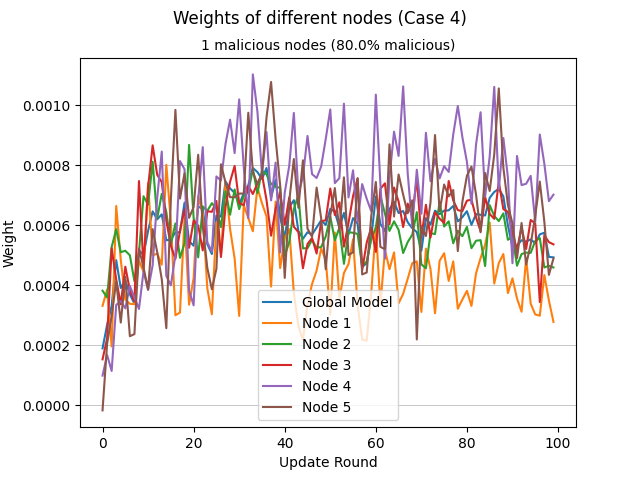 Weights of different nodes (Case 4)
1 malicious nodes (80.0% malicious)
Weight
0.0010
0.0008
0.0006
0.0004
0.0002
0.0000
Global Model
Node 1
Node 2
Node 3
Node 4
Node 5
0 20 40 60 80 100
Update Round